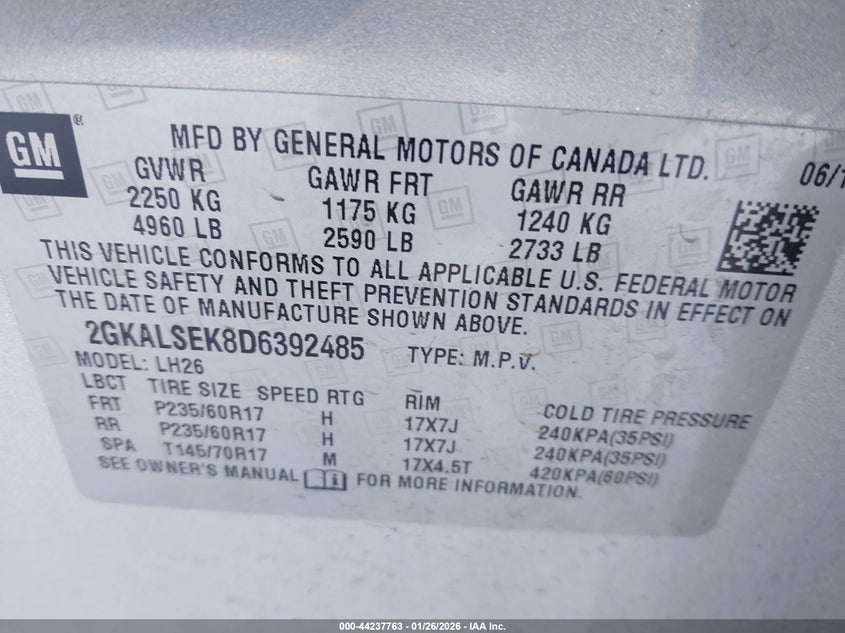 GM
®
MFD BY GENERAL MOTORS OF CANADA LTD.
06/1
GVWR GAWR FRT GAWR RR
2250 KG 1175 KG 1240 KG
4960 LB 2590 LB 2733 LB
THIS VEHICLE CONFORMS TO ALL APPLICABLE U.S. FEDERAL MOTOR
VEHICLE SAFETY AND THEFT PREVENTION STANDARDS IN EFFECT ON
THE DATE OF MANUFACTURE SHOWN ABOVE.
2GKALSEK8D6392485 TYPE: M.P.V.
MODEL: LH26
LBCT TIRE SIZE SPEED RTG RIM COLD TIRE PRESSURE
FRT P235/60R17 H 17X7J 240KPA(35PSI)
RR P235/60R17 H 17X7J 240KPA(35PSI)
SPA T145/70R17 M 17X4.5T 420KPA(60PSI)
SEE OWNER'S MANUAL FOR MORE INFORMATION.
000-44237763 — 01/26/2026 - IAA Inc.